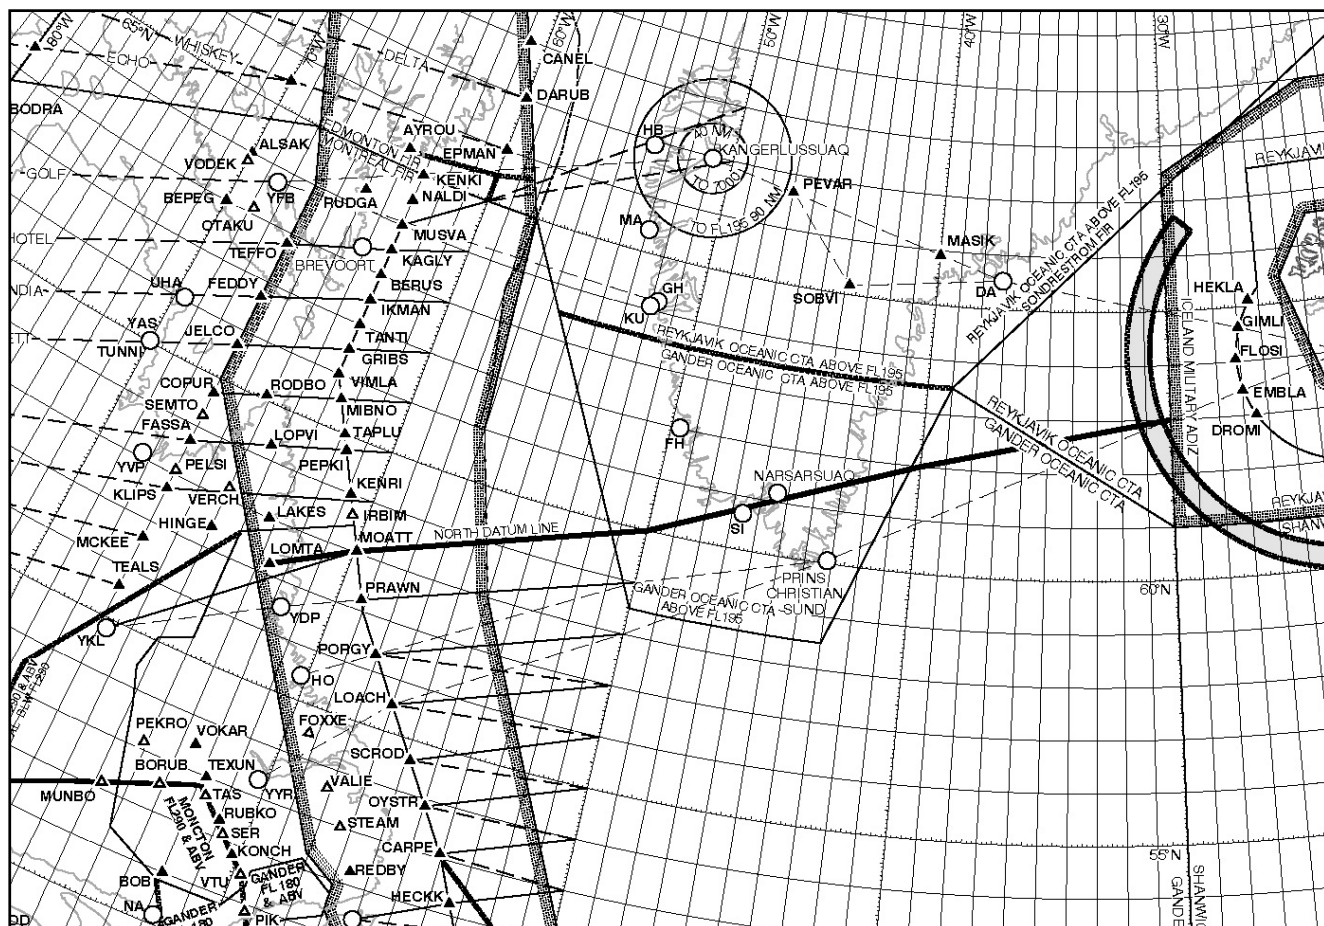 80°W
65°N
WHISKEY
ECHO
DELTA
60°W
50°W
40°W
30°W
CANEL
DARUB
BODRA
EDMONTON FIR
MONTREAL FIR
AYROU
EPMAN
HB
40 NM
KANGERLUSSUAQ
TO 7000'
TO FL195 90 NM
PEVAR
ALSAK
VODEK
GOLF
BEPEG
YFB
OTAKU
RUDGA
KENKI
NALDI
MUSVA
HOTEL
TEFFO
BREVOORT
KAGLY
BERUS
MA
MASIK
SOBVI
DA
GH
KU
UHA
FEDDY
IKMAN
YAS
JELCO
TANTI
TUNNI
GRIBS
COPUR
RODBO
VIMLA
SEMTO
MIBNO
FASSA
LOPVI
TAPLU
YVP
PELSI
PEPKI
KLIPS
VERCH
KENRI
HINGE
LAKES
IRBIM
MCKEE
MOATT
LOMTA
TEALS
PRAWN
YKL
YDP
PORGY
HO
LOACH
FOXXE
SCROD
REYKJAVIK OCEANIC CTA ABOVE FL195
GANDER OCEANIC CTA ABOVE FL195
REYKJAVIK OCEANIC CTA ABOVE FL195
SONDRESTROM FIR
REYKJAVIK OCEANIC CTA
GANDER OCEANIC CTA
ICELAND MILITARY ADIZ
HEKLA
GIMLI
FLOSI
EMBLA
DROMI
FH
NARSARSUAQ
SI
NORTH DATUM LINE
PRINS
CHRISTIAN
SUND
GANDER OCEANIC CTA
ABOVE FL195
60°N
PEKRO
VOKAR
BORUB
TEXUN
MUNBO
TAS
YYR
VALIE
OYSTR
MONCTON
FL290 & ABV
RUBKO
SER
STEAM
KONCH
CARPE
BOB
VTU
GANDER
FL 180
& ABV
REDBY
HECKK
NA
GANDER
PIK
55°N